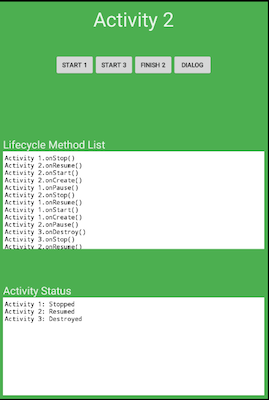 Activity 2
START 1 START 3 FINISH 2 DIALOG
Lifecycle Method List
Activity 1.onStop()
Activity 2.onResume()
Activity 2.onStart()
Activity 2.onCreate()
Activity 1.onPause()
Activity 2.onStop()
Activity 1.onResume()
Activity 1.onStart()
Activity 1.onCreate()
Activity 2.onPause()
Activity 3.onDestroy()
Activity 3.onStop()
Activity 2.onResume()
Activity Status
Activity 1: Stopped
Activity 2: Resumed
Activity 3: Destroyed